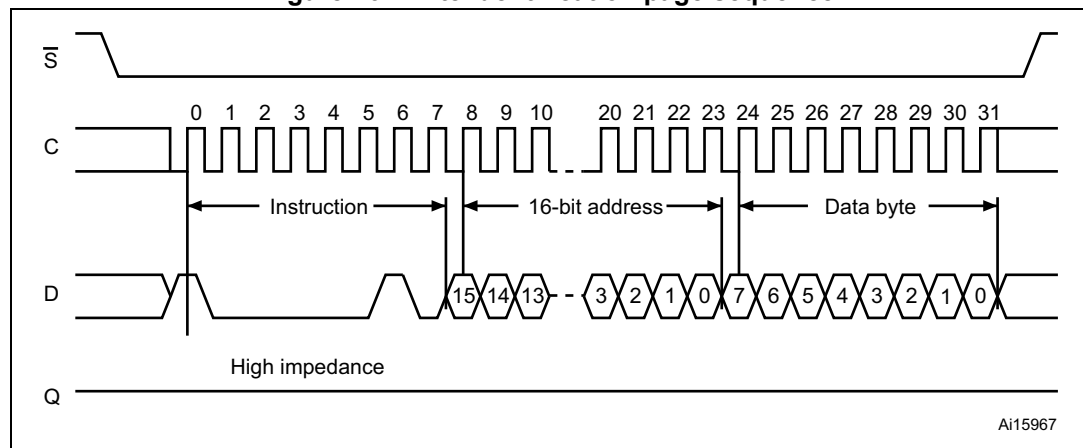 S
0 1 2 3 4 5 6 7 8 9 10 20 21 22 23 24 25 26 27 28 29 30 31
C
Instruction 16-bit address Data byte
D 15 14 13 3 2 1 0 7 6 5 4 3 2 1 0
High impedance
Q
Ai15967